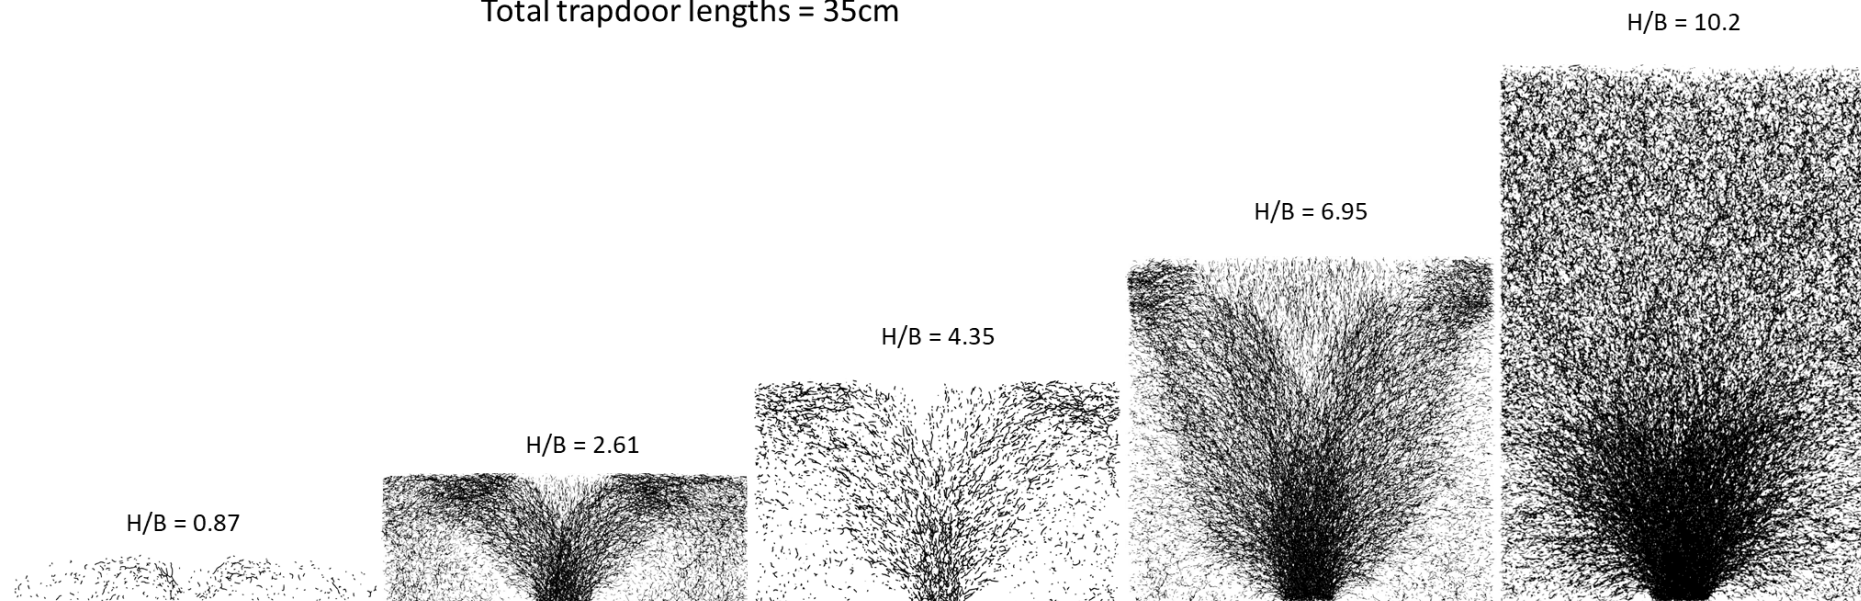 Total trapdoor lengths = 35cm
H/B = 0.87
H/B = 2.61
H/B = 4.35
H/B = 6.95
H/B = 10.2